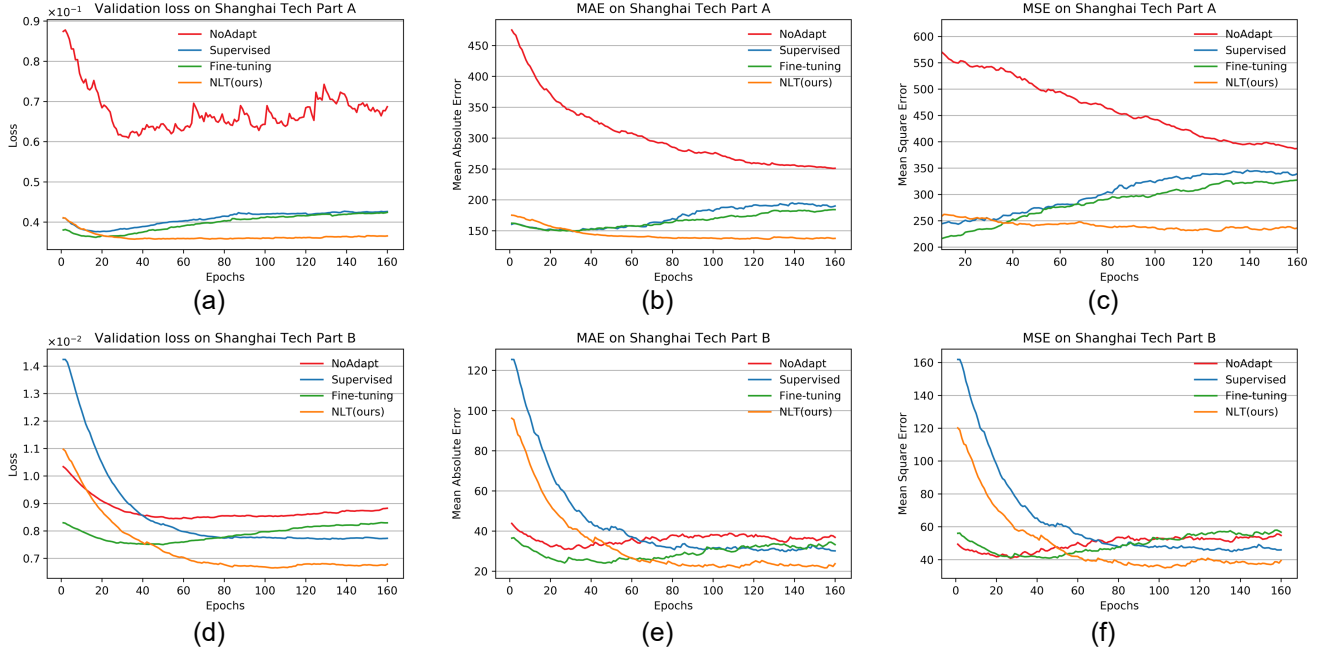 Validation loss on Shanghai Tech Part A
×10⁻¹
0.9
0.8
0.7
0.6
0.5
0.4
Loss
NoAdapt
Supervised
Fine-tuning
NLT(ours)
0 20 40 60 80 100 120 140 160
Epochs
(a)
MAE on Shanghai Tech Part A
450
400
350
300
250
200
150
Mean Absolute Error
NoAdapt
Supervised
Fine-tuning
NLT(ours)
0 20 40 60 80 100 120 140 160
Epochs
(b)
MSE on Shanghai Tech Part A
600
550
500
450
400
350
300
250
200
Mean Square Error
NoAdapt
Supervised
Fine-tuning
NLT(ours)
20 40 60 80 100 120 140 160
Epochs
(c)
Validation loss on Shanghai Tech Part B
×10⁻²
1.4
1.3
1.2
1.1
1.0
0.9
0.8
0.7
Loss
NoAdapt
Supervised
Fine-tuning
NLT(ours)
0 20 40 60 80 100 120 140 160
Epochs
(d)
MAE on Shanghai Tech Part B
120
100
80
60
40
20
Mean Absolute Error
NoAdapt
Supervised
Fine-tuning
NLT(ours)
0 20 40 60 80 100 120 140 160
Epochs
(e)
MSE on Shanghai Tech Part B
160
140
120
100
80
60
40
Mean Square Error
NoAdapt
Supervised
Fine-tuning
NLT(ours)
0 20 40 60 80 100 120 140 160
Epochs
(f)